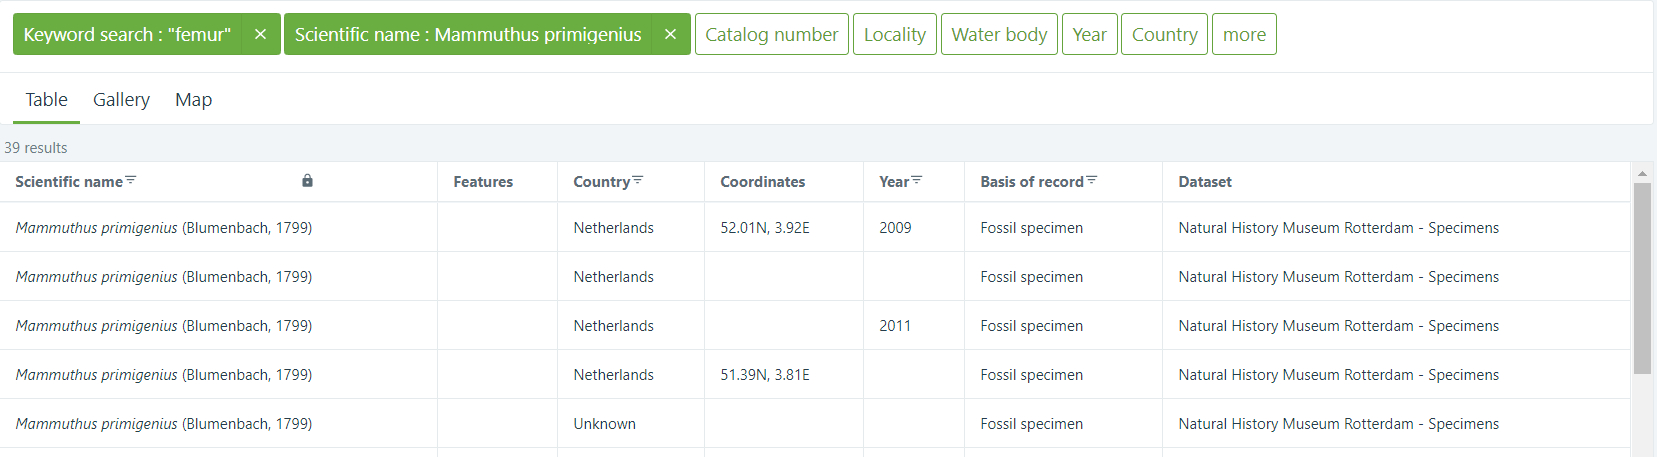 Keyword search : "femur" × Scientific name : Mammuthus primigenius × Catalog number Locality Water body Year Country more
Table Gallery Map
39 results
Scientific name Features Country Coordinates Year Basis of record Dataset
Mammuthus primigenius (Blumenbach, 1799) Netherlands 52.01N, 3.92E 2009 Fossil specimen Natural History Museum Rotterdam - Specimens
Mammuthus primigenius (Blumenbach, 1799) Netherlands Fossil specimen Natural History Museum Rotterdam - Specimens
Mammuthus primigenius (Blumenbach, 1799) Netherlands 2011 Fossil specimen Natural History Museum Rotterdam - Specimens
Mammuthus primigenius (Blumenbach, 1799) Netherlands 51.39N, 3.81E Fossil specimen Natural History Museum Rotterdam - Specimens
Mammuthus primigenius (Blumenbach, 1799) Unknown Fossil specimen Natural History Museum Rotterdam - Specimens